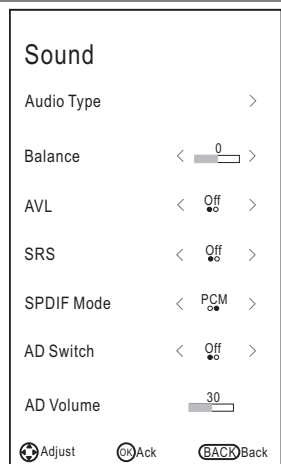 Sound
Audio Type >
Balance < 0 >
AVL < Off >
SRS < Off >
SPDIF Mode < PCM >
AD Switch < Off >
AD Volume 30
Adjust OK Ack BACK Back